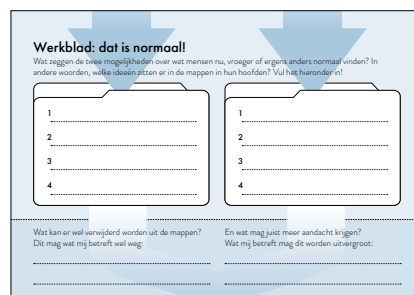 Werkblad: dat is normaal!
Wat zeggen de twee mogelijkheden over wat mensen nu, vroeger of ergens anders normaal vinden? In
andere woorden, welke ideeën zitten er in de mappen in hun hoofden? Vul het hieronder in!
1
2
3
4
1
2
3
4
Wat kan er wel verwijderd worden uit de mappen?
Dit mag wat mij betreft wel weg:
En wat mag juist meer aandacht krijgen?
Wat mij betreft mag dit worden uitvergroot: